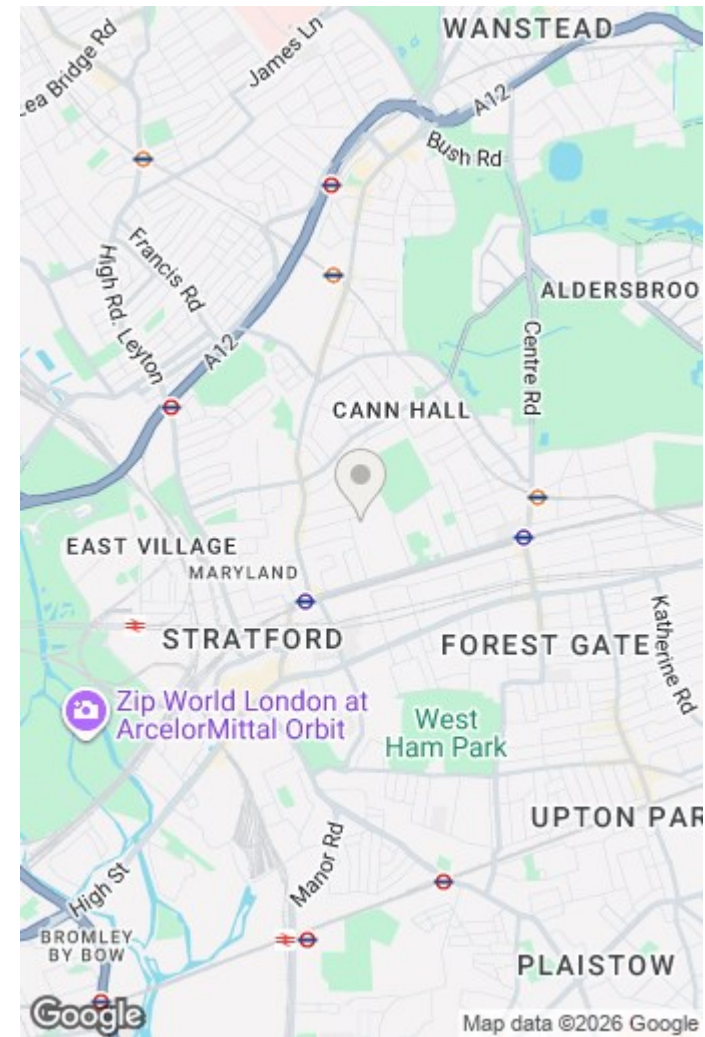 WANSTEAD
James Ln
ea Bridge Rd
A12
Bush Rd
Francis Rd
High Rd. Leyton
ALDERSBROO
A12
Centre Rd
CANN HALL
EAST VILLAGE
MARYLAND
STRATFORD
FOREST GATE
Katherine Rd
Zip World London at
ArcelorMittal Orbit
West
Ham Park
UPTON PAR
Manor Rd
High St
BROMLEY
BY BOW
PLAISTOW
Google
Map data ©2026 Google